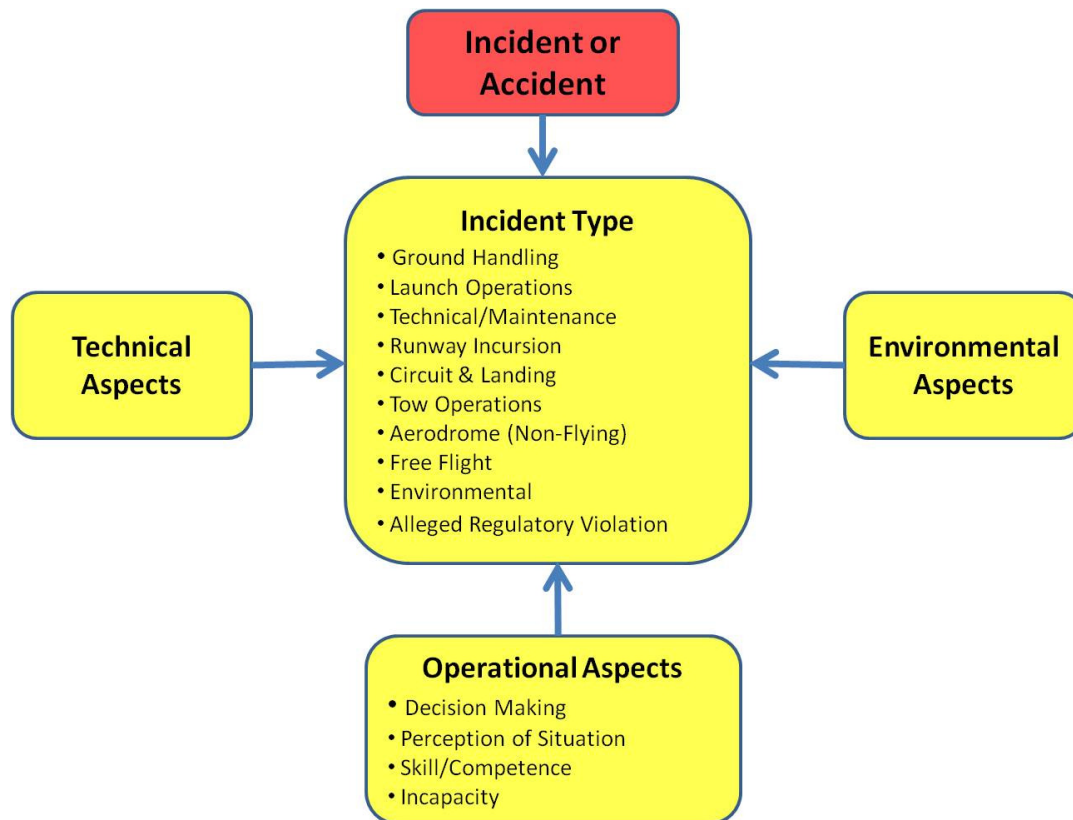 Incident or
Accident
Incident Type
• Ground Handling
• Launch Operations
• Technical/Maintenance
• Runway Incursion
• Circuit & Landing
• Tow Operations
• Aerodrome (Non-Flying)
• Free Flight
• Environmental
• Alleged Regulatory Violation
Technical
Aspects
Environmental
Aspects
Operational Aspects
• Decision Making
• Perception of Situation
• Skill/Competence
• Incapacity